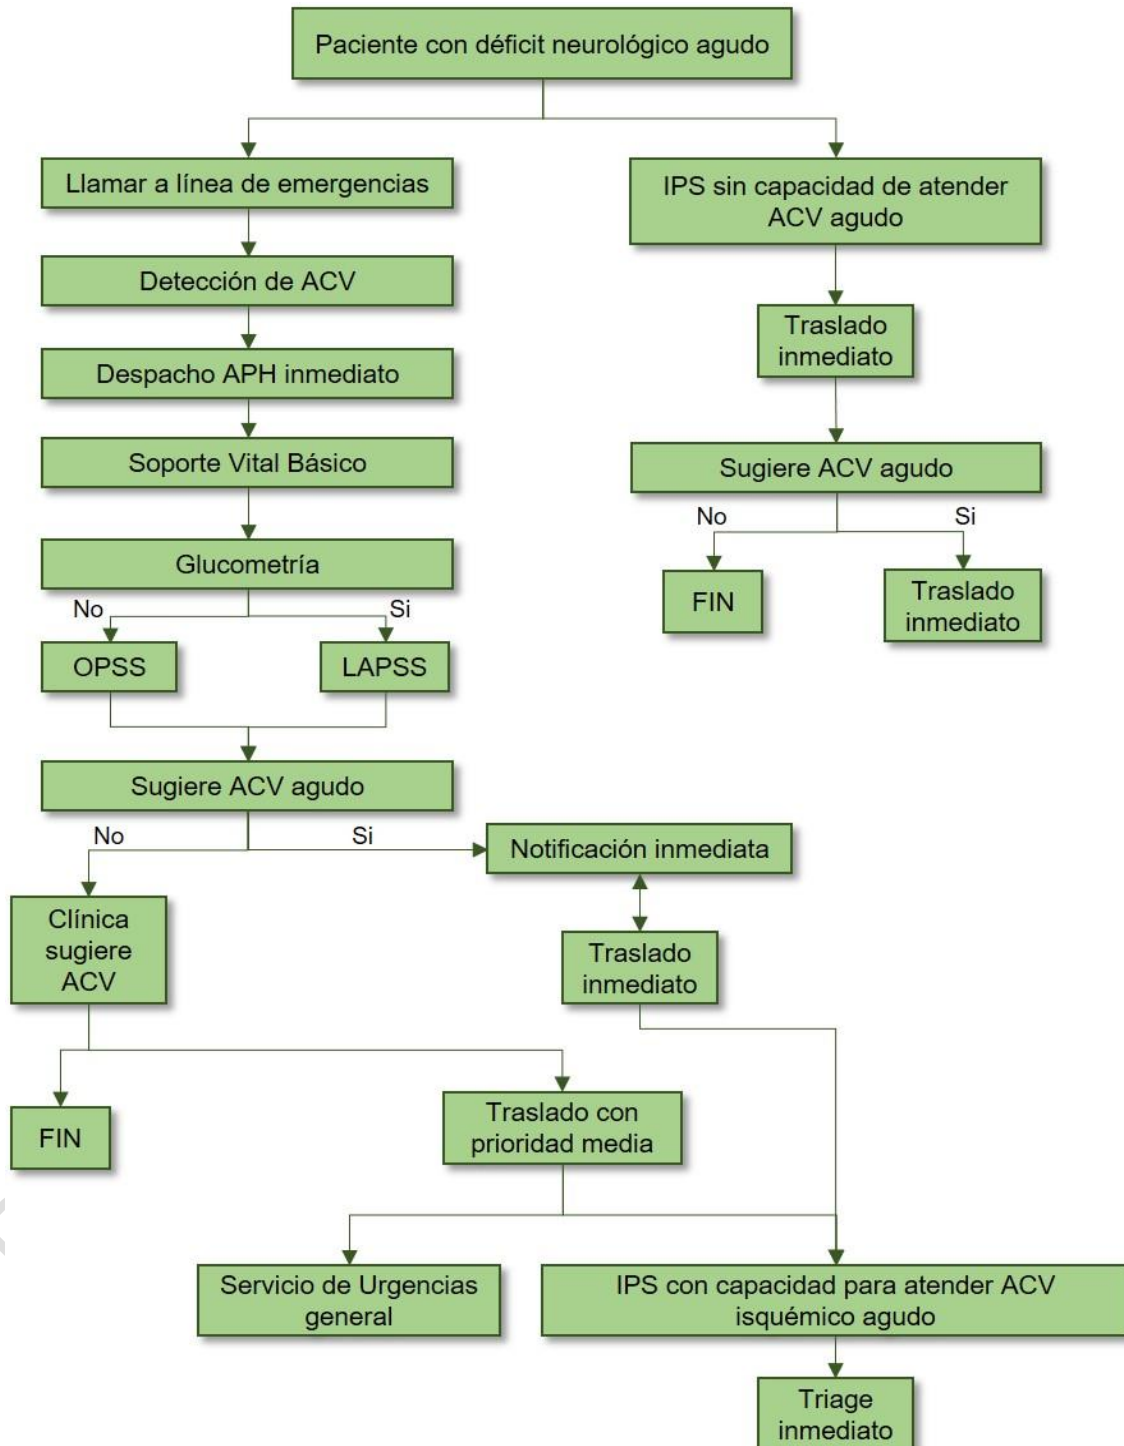 Paciente con déficit neurológico agudo
Llamar a línea de emergencias
IPS sin capacidad de atender
ACV agudo
Detección de ACV
Traslado
inmediato
Despacho APH inmediato
Soporte Vital Básico
Sugiere ACV agudo
No
Si
Glucometría
FIN
Traslado
inmediato
No
Si
OPSS
LAPSS
Sugiere ACV agudo
No
Si
Notificación inmediata
Clínica
sugiere
ACV
Traslado
inmediato
FIN
Traslado con
prioridad media
Servicio de Urgencias
general
IPS con capacidad para atender ACV
isquémico agudo
Triage
inmediato